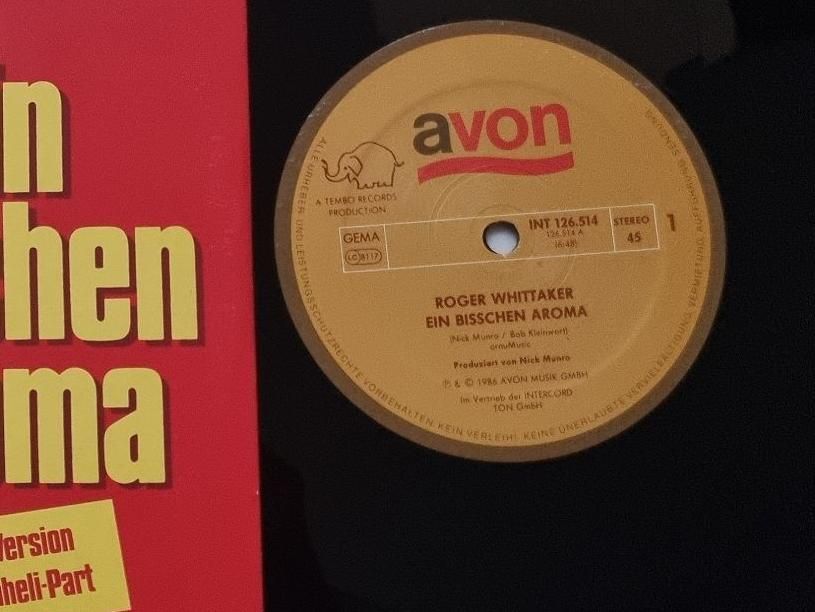 n
hen
ma
Version
heli-Part
avon
A TEMBO RECORDS
PRODUCTION
GEMA
LC 8117
INT 126.514
126.514 A
(6:48)
STEREO
45
1
ROGER WHITTAKER
EIN BISSCHEN AROMA
(Nick Munro / Bob Kleinwort)
Produziert von Nick Munro
℗ & © 1986 AVON MUSIK GMBH
Im Vertrieb der INTERCORD
TON GmbH
ALLE URHEBER- UND LEISTUNGSSCHUTZRECHTE VORBEHALTEN KEIN VERLEIH! KEINE UNERLAUBTE VERVIELFÄLTIGUNG, VERMIETUNG, AUFFÜHRUNG, SENDUNG!